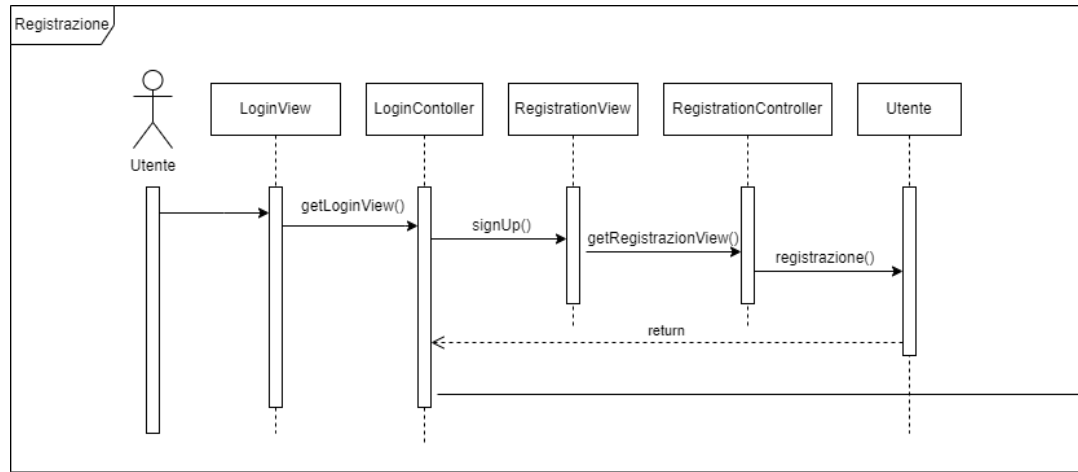 Registrazione
Utente
LoginView
LoginContoller
RegistrationView
RegistrationController
Utente
getLoginView()
signUp()
getRegistrazionView()
registrazione()
return